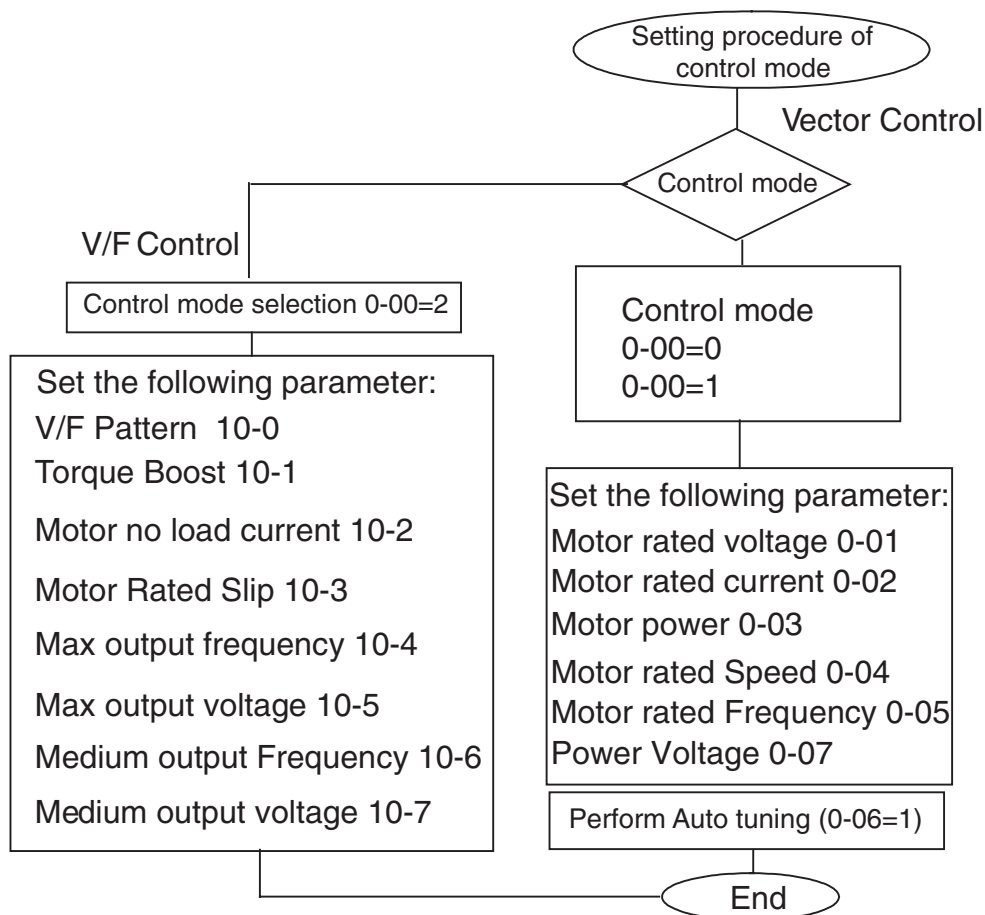 Setting procedure of
control mode
Vector Control
Control mode
V/F Control
Control mode selection 0-00=2
Set the following parameter:
V/F Pattern 10-0
Torque Boost 10-1
Motor no load current 10-2
Motor Rated Slip 10-3
Max output frequency 10-4
Max output voltage 10-5
Medium output Frequency 10-6
Medium output voltage 10-7
Control mode
0-00=0
0-00=1
Set the following parameter:
Motor rated voltage 0-01
Motor rated current 0-02
Motor power 0-03
Motor rated Speed 0-04
Motor rated Frequency 0-05
Power Voltage 0-07
Perform Auto tuning (0-06=1)
End